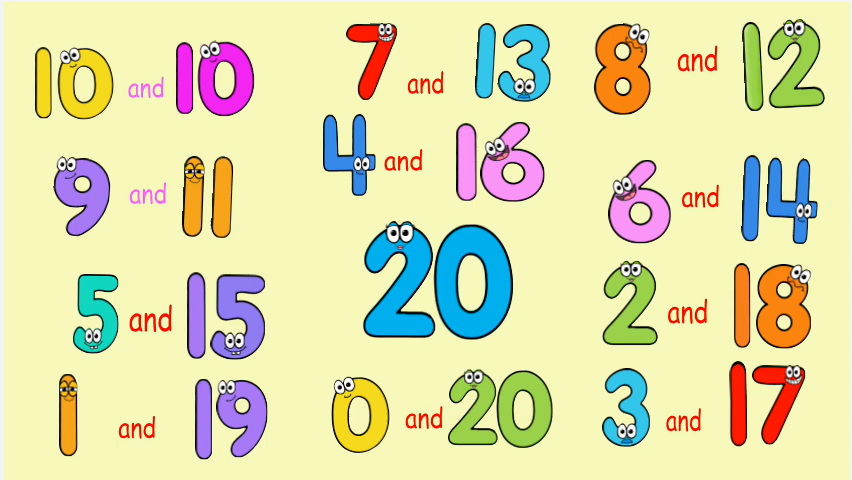 10 and 10
7 and 13
8 and 12
4 and 16
9 and 11
6 and 14
20
5 and 15
2 and 18
1 and 19
0 and 20
3 and 17